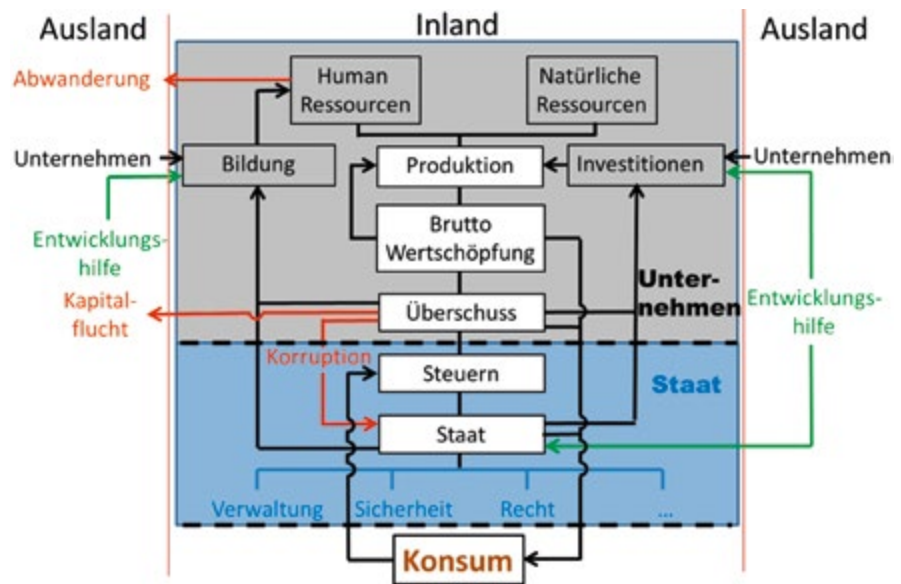 Ausland
Inland
Ausland
Abwanderung
Human
Ressourcen
Natürliche
Ressourcen
Unternehmen
Bildung
Produktion
Investitionen
Unternehmen
Entwicklungs-
hilfe
Brutto
Wertschöpfung
Kapital-
flucht
Überschuss
Unter-
nehmen
Entwicklungs-
hilfe
Korruption
Steuern
Staat
Staat
Verwaltung
Sicherheit
Recht
...
Konsum